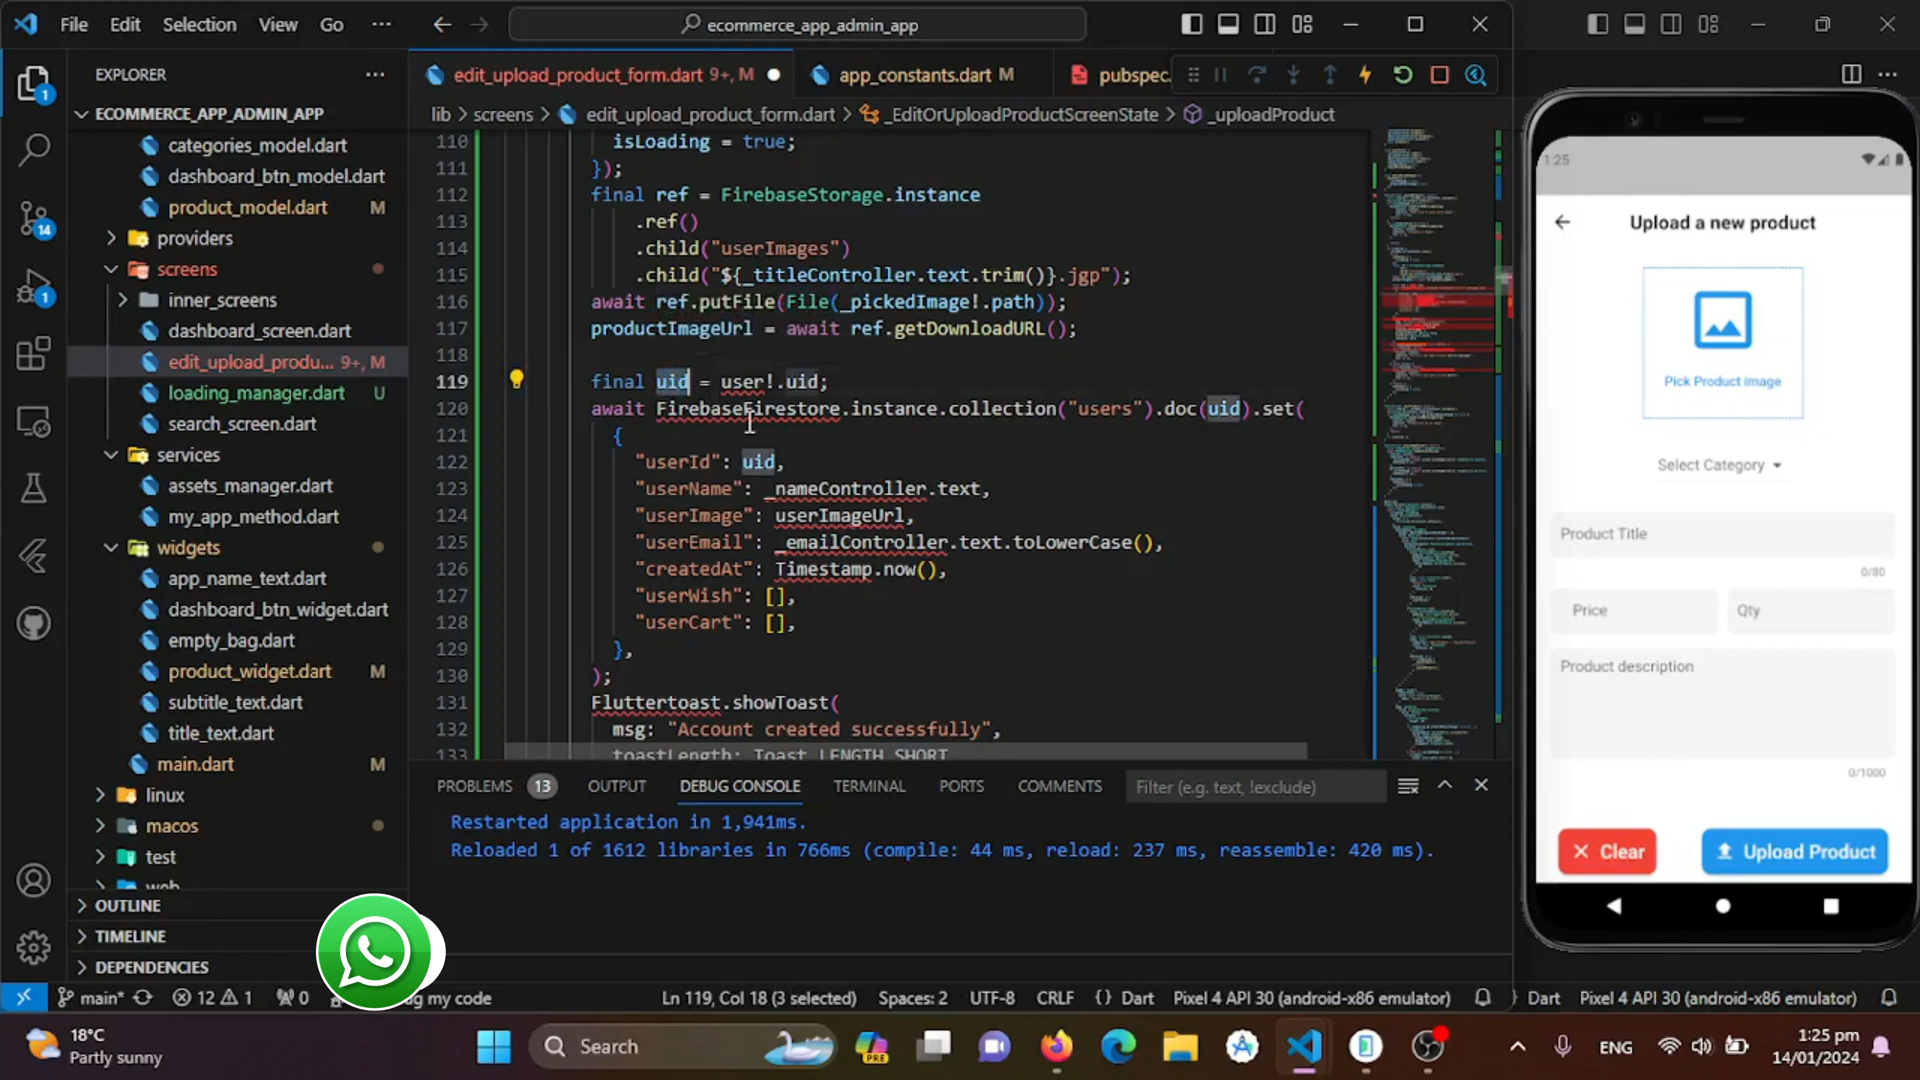 File Edit Selection View Go ··· ecommerce_app_admin_app
EXPLORER
ECOMMERCE_APP_ADMIN_APP
categories_model.dart
dashboard_btn_model.dart
product_model.dart M
providers
screens
inner_screens
dashboard_screen.dart
edit_upload_produ... 9+, M
loading_manager.dart U
search_screen.dart
services
assets_manager.dart
my_app_method.dart
widgets
app_name_text.dart
dashboard_btn_widget.dart
empty_bag.dart
product_widget.dart M
subtitle_text.dart
title_text.dart
main.dart M
linux
macos
test
web
OUTLINE
TIMELINE
DEPENDENCIES
1
14
1
edit_upload_product_form.dart 9+, M app_constants.dart M pubspec.
lib > screens > edit_upload_product_form.dart > _EditOrUploadProductScreenState > _uploadProduct
110 isLoading = true;
111 });
112 final ref = FirebaseStorage.instance
113 .ref()
114 .child("userImages")
115 .child("${_titleController.text.trim()}.jgp");
116 await ref.putFile(File(_pickedImage!.path));
117 productImageUrl = await ref.getDownloadURL();
118
119 final uid = user!.uid;
120 await FirebaseFirestore.instance.collection("users").doc(uid).set(
121 {
122 "userId": uid,
123 "userName": _nameController.text,
124 "userImage": userImageUrl,
125 "userEmail": _emailController.text.toLowerCase(),
126 "createdAt": Timestamp.now(),
127 "userWish": [],
128 "userCart": [],
129 },
130 );
131 Fluttertoast.showToast(
132 msg: "Account created successfully",
133 toastLength: Toast.LENGTH_SHORT
PROBLEMS 13 OUTPUT DEBUG CONSOLE TERMINAL PORTS COMMENTS Filter (e.g. text, !exclude)
Restarted application in 1,941ms.
Reloaded 1 of 1612 libraries in 766ms (compile: 44 ms, reload: 237 ms, reassemble: 420 ms).
1:25
Upload a new product
Pick Product image
Select Category
Product Title
0/80
Price Qty
Product description
0/1000
Clear Upload Product
main* 12 1 0 my code Ln 119, Col 18 (3 selected) Spaces: 2 UTF-8 CRLF {} Dart Pixel 4 API 30 (android-x86 emulator) Dart Pixel 4 API 30 (android-x86 emulator)
18°C
Partly sunny
Search
PRE
ENG
1:25 pm
14/01/2024